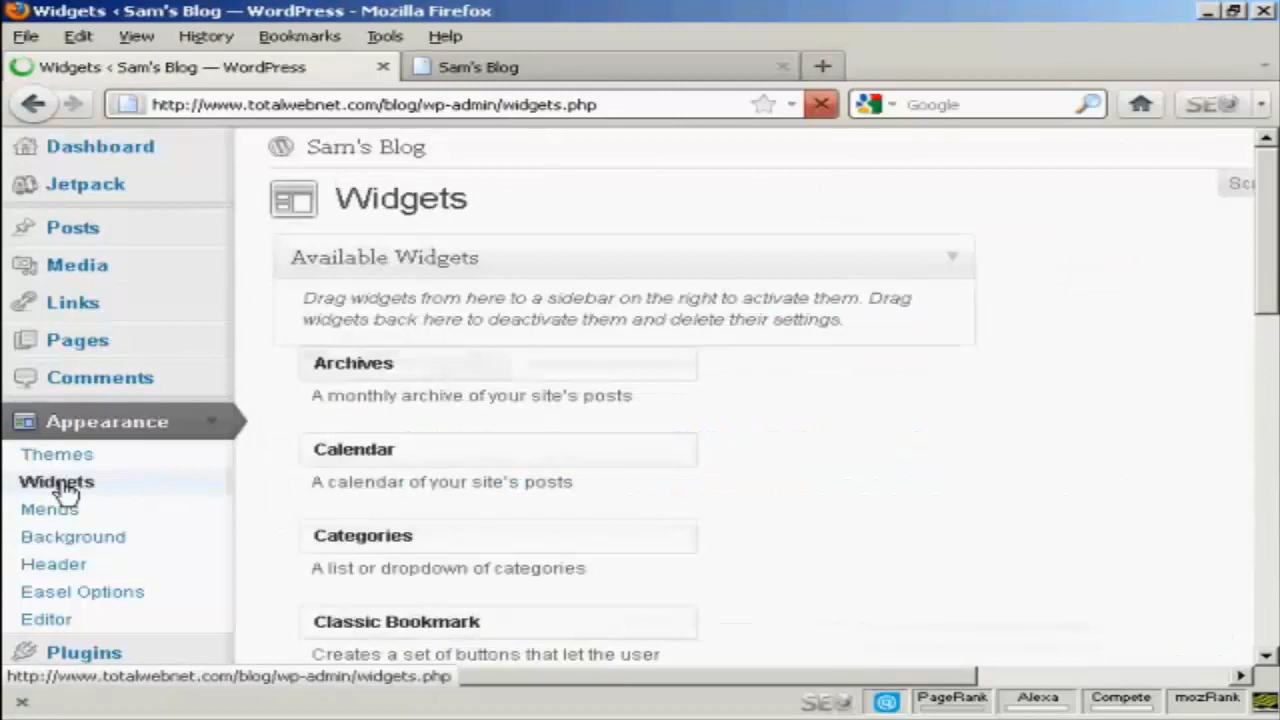 Widgets ‹ Sam's Blog — WordPress - Mozilla Firefox
File Edit View History Bookmarks Tools Help
Widgets ‹ Sam's Blog — WordPress
Sam's Blog
http://www.totalwebnet.com/blog/wp-admin/widgets.php
Google
SE
Dashboard
Jetpack
Posts
Media
Links
Pages
Comments
Appearance
Themes
Widgets
Menus
Background
Header
Easel Options
Editor
Plugins
Sam's Blog
Widgets
Available Widgets
Drag widgets from here to a sidebar on the right to activate them. Drag
widgets back here to deactivate them and delete their settings.
Archives
A monthly archive of your site's posts
Calendar
A calendar of your site's posts
Categories
A list or dropdown of categories
Classic Bookmark
Creates a set of buttons that let the user
http://www.totalwebnet.com/blog/wp-admin/widgets.php
PageRank
Alexa
Compete
mozRank